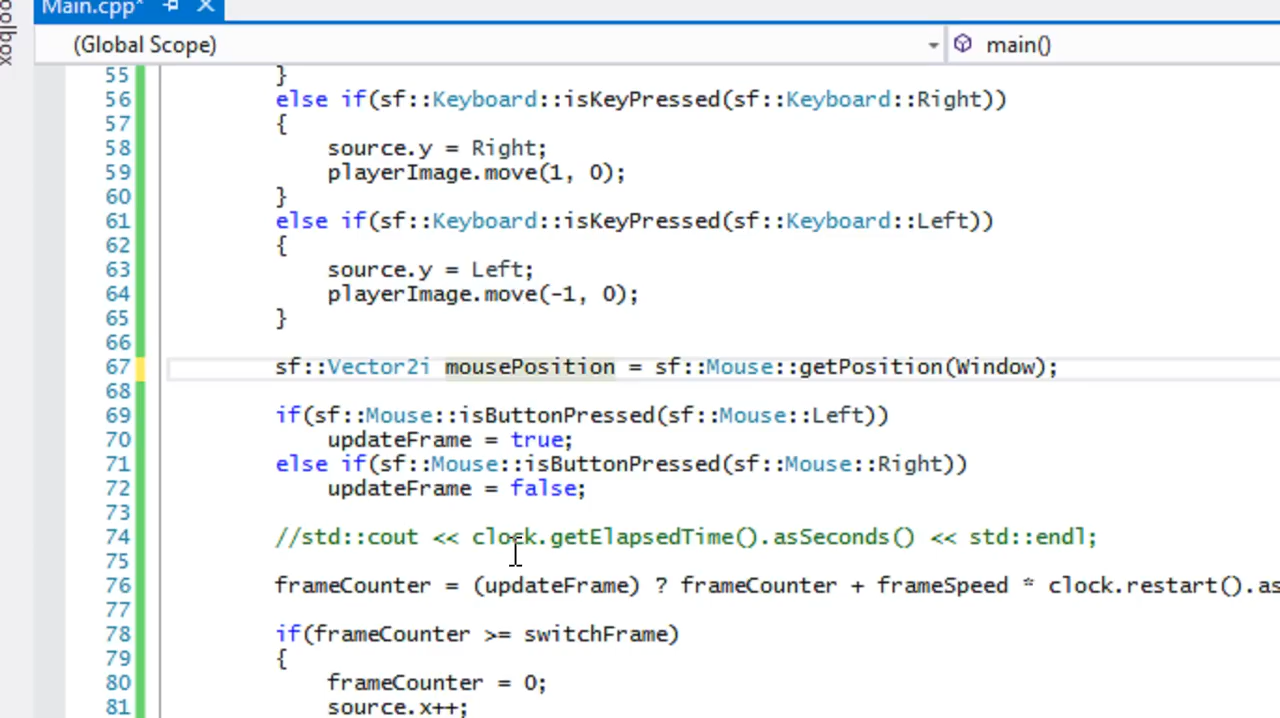 oolbox
Main.cpp*
(Global Scope)
main()
55 }
56 else if(sf::Keyboard::isKeyPressed(sf::Keyboard::Right))
57 {
58 source.y = Right;
59 playerImage.move(1, 0);
60 }
61 else if(sf::Keyboard::isKeyPressed(sf::Keyboard::Left))
62 {
63 source.y = Left;
64 playerImage.move(-1, 0);
65 }
66
67 sf::Vector2i mousePosition = sf::Mouse::getPosition(Window);
68
69 if(sf::Mouse::isButtonPressed(sf::Mouse::Left))
70 updateFrame = true;
71 else if(sf::Mouse::isButtonPressed(sf::Mouse::Right))
72 updateFrame = false;
73
74 //std::cout << clock.getElapsedTime().asSeconds() << std::endl;
75
76 frameCounter = (updateFrame) ? frameCounter + frameSpeed * clock.restart().as
77
78 if(frameCounter >= switchFrame)
79 {
80 frameCounter = 0;
81 source.x++;